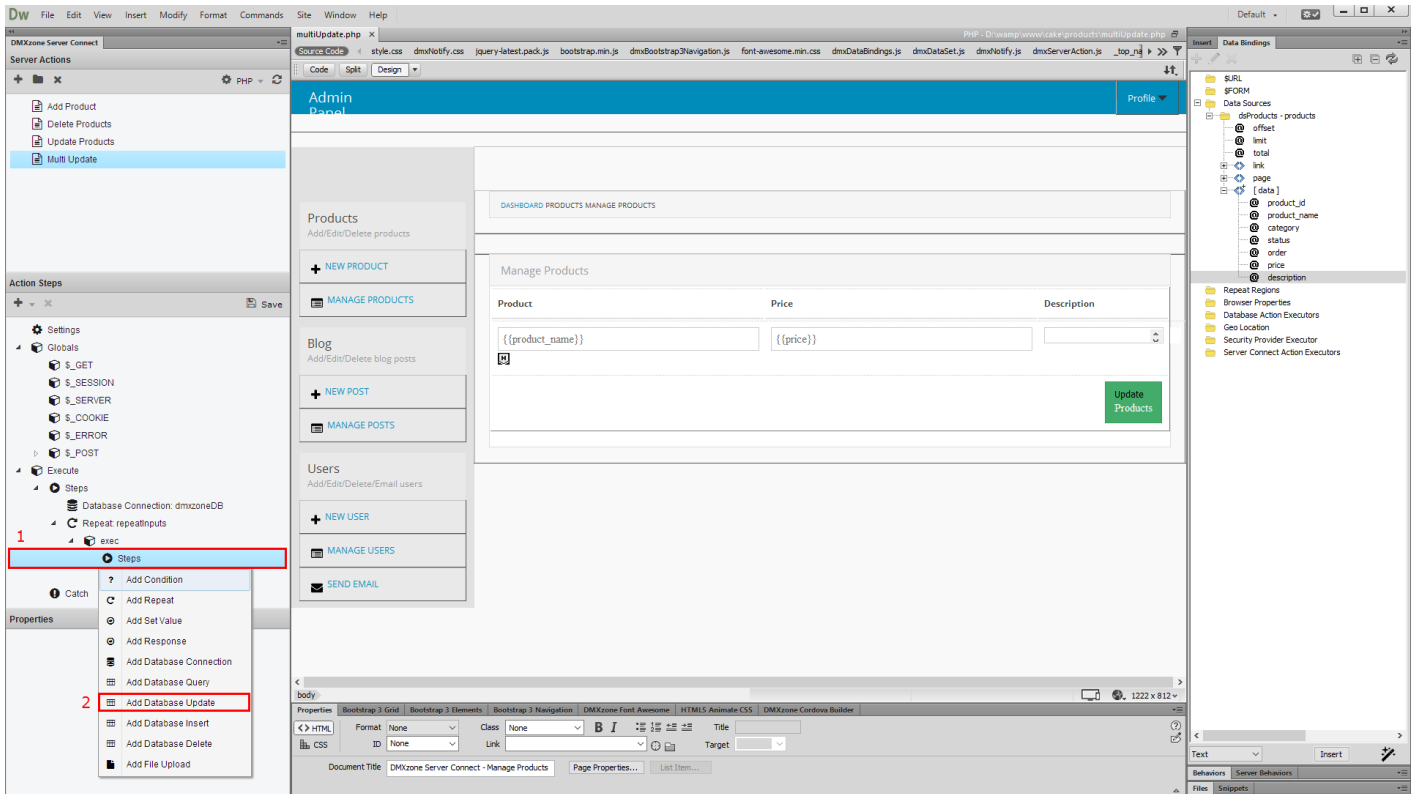 Dw File Edit View Insert Modify Format Commands Site Window Help Default
DMXzone Server Connect
Server Actions
PHP
Add Product
Delete Products
Update Products
Multi Update
Action Steps
Save
Settings
Globals
$_GET
$_SESSION
$_SERVER
$_COOKIE
$_ERROR
$_POST
Execute
Steps
Database Connection: dmxzoneDB
Repeat: repeatInputs
1
exec
Steps
Catch
Properties
? Add Condition
Add Repeat
Add Set Value
Add Response
Add Database Connection
Add Database Query
2 Add Database Update
Add Database Insert
Add Database Delete
Add File Upload
multiUpdate.php × PHP - D:\wamp\www\cake\products\multiUpdate.php
Source Code style.css dmxNotify.css jquery-latest.pack.js bootstrap.min.js dmxBootstrap3Navigation.js font-awesome.min.css dmxDataBindings.js dmxDataSet.js dmxNotify.js dmxServerAction.js _top_na
Code Split Design
Admin
Panel
Profile
DASHBOARD PRODUCTS MANAGE PRODUCTS
Products
Add/Edit/Delete products
NEW PRODUCT
MANAGE PRODUCTS
Blog
Add/Edit/Delete blog posts
NEW POST
MANAGE POSTS
Users
Add/Edit/Delete/Email users
NEW USER
MANAGE USERS
SEND EMAIL
Manage Products
Product Price Description
{{product_name}} {{price}}
H
Update
Products
body 1222 x 812
Properties Bootstrap 3 Grid Bootstrap 3 Elements Bootstrap 3 Navigation DMXzone Font Awesome HTML5 Animate CSS DMXzone Cordova Builder
<> HTML Format None Class None B I Title
CSS ID None Link Target
Document Title DMXzone Server Connect - Manage Products Page Properties... List Item...
Insert Data Bindings
$URL
$FORM
Data Sources
dsProducts - products
offset
limit
total
link
page
[ data ]
product_id
product_name
category
status
order
price
description
Repeat Regions
Browser Properties
Database Action Executors
Geo Location
Security Provider Executor
Server Connect Action Executors
Text Insert
Behaviors Server Behaviors
Files Snippets